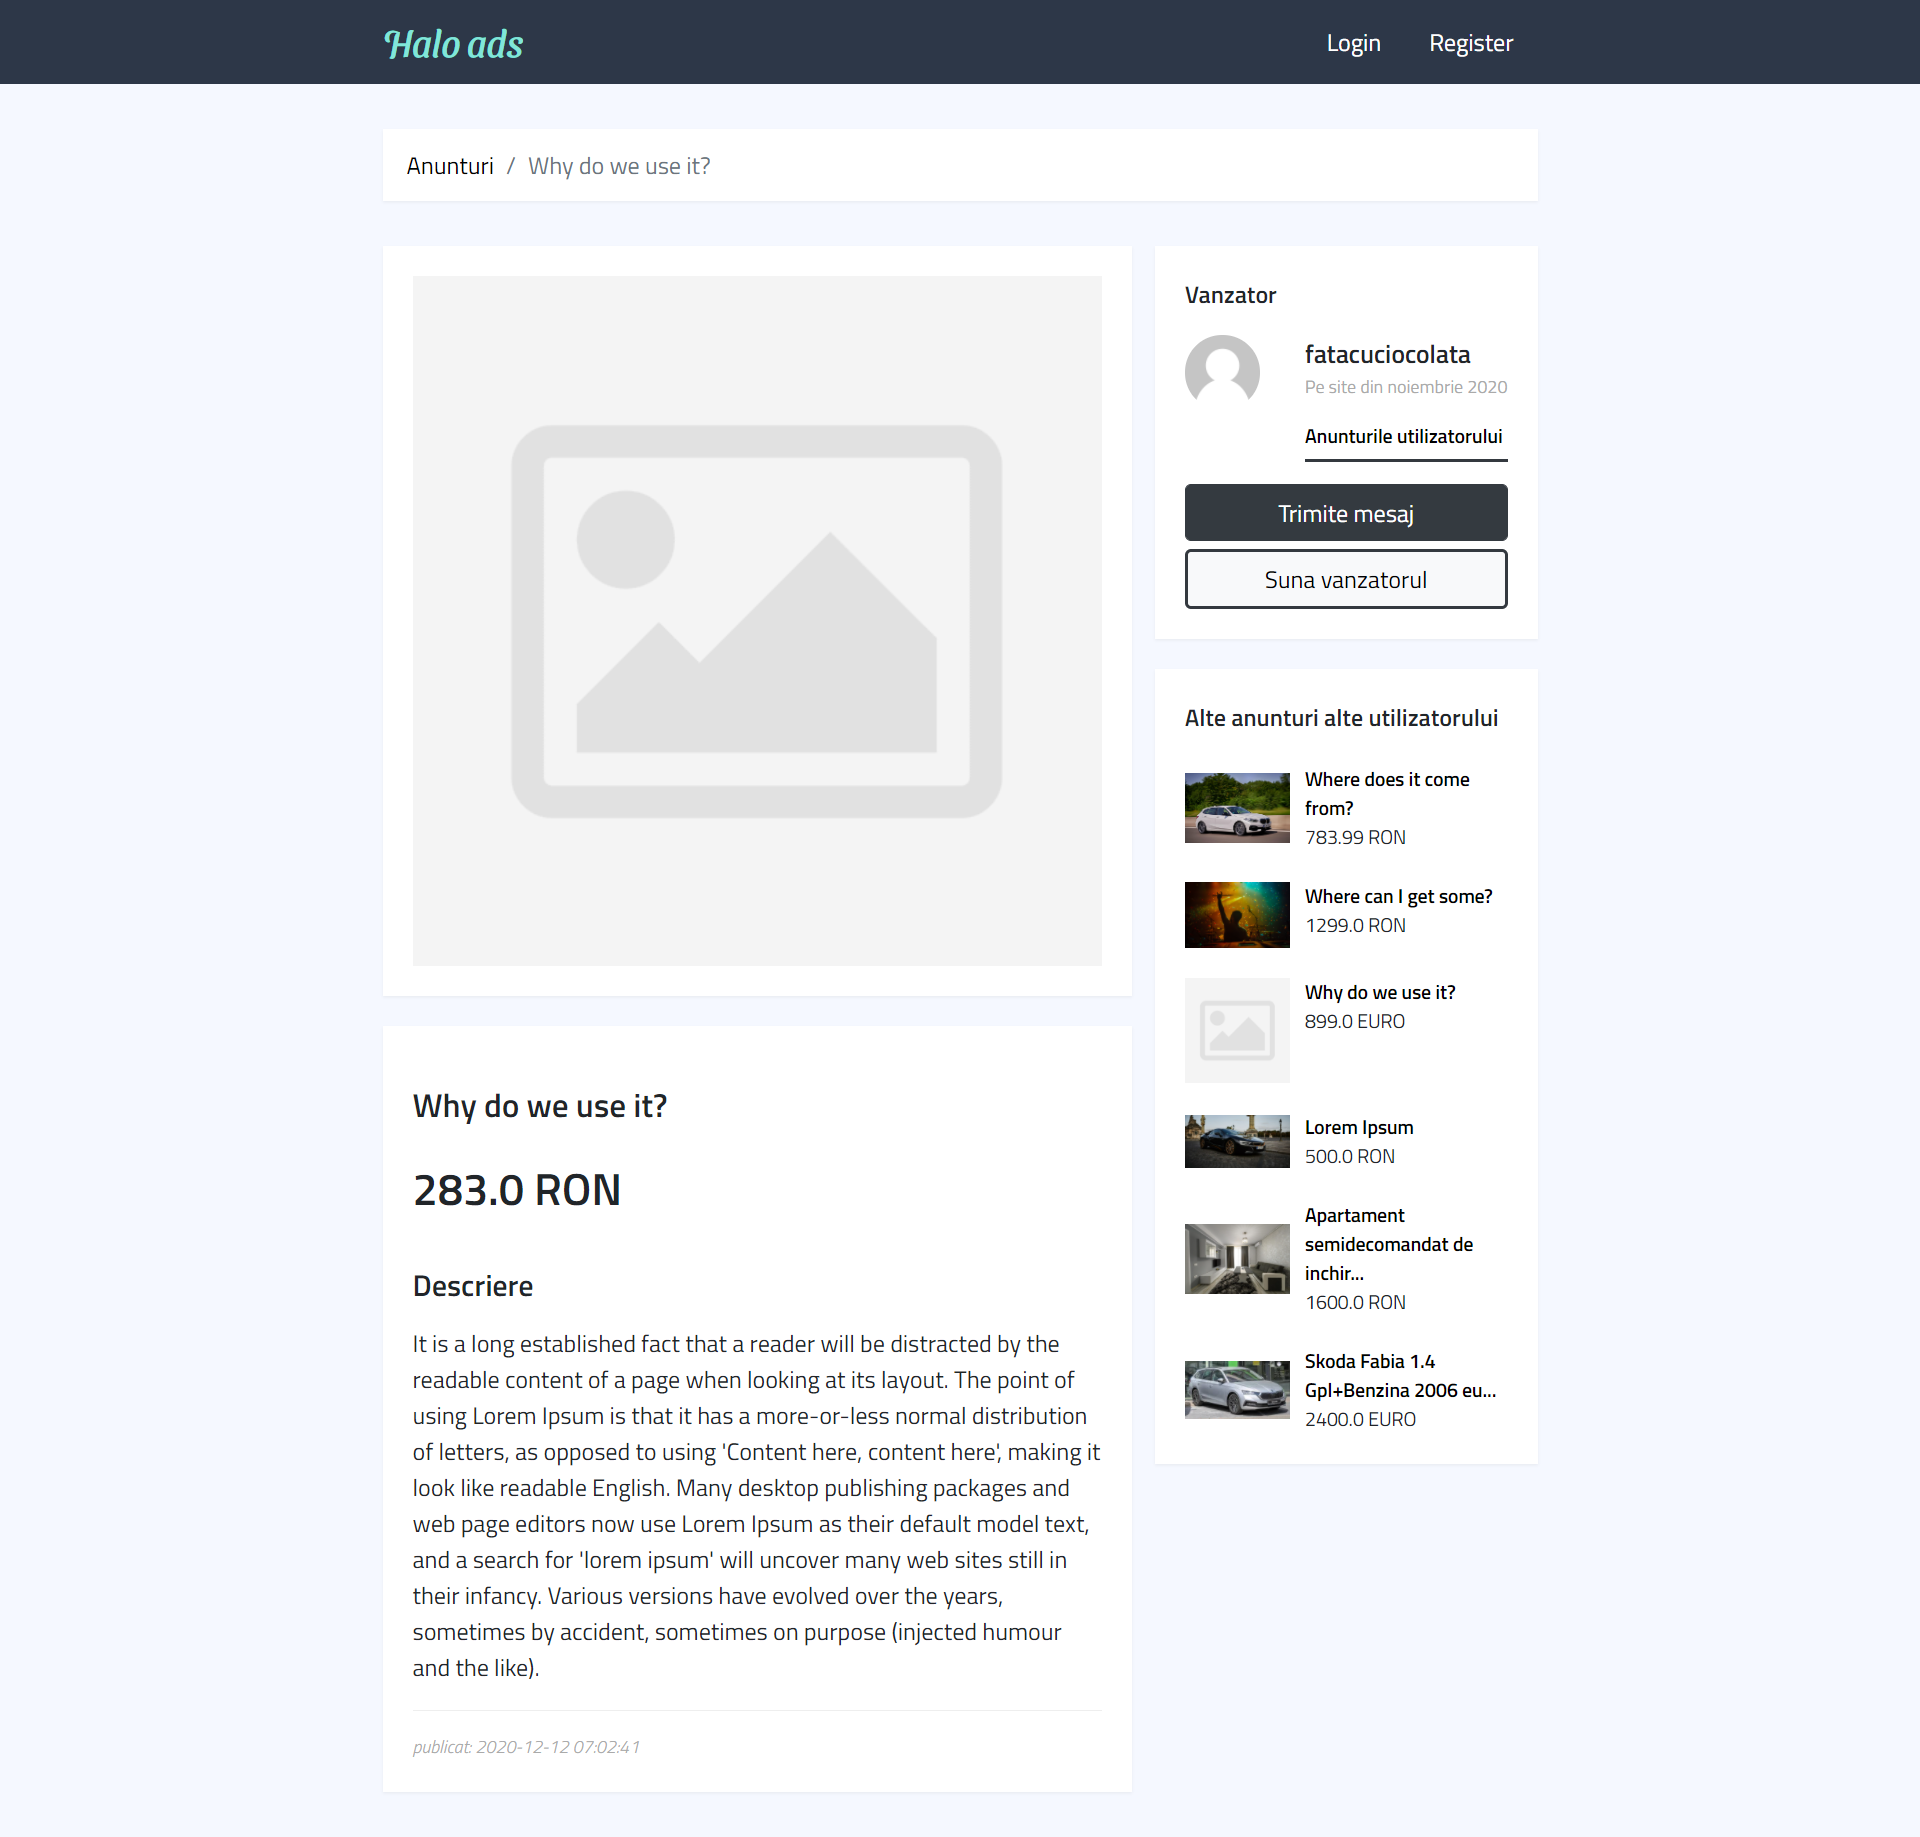 Halo ads
Login
Register
Anunturi / Why do we use it?
Vanzator
fatacuciocolata
Pe site din noiembrie 2020
Anunturile utilizatorului
Trimite mesaj
Suna vanzatorul
Why do we use it?
283.0 RON
Descriere
It is a long established fact that a reader will be distracted by the
readable content of a page when looking at its layout. The point of
using Lorem Ipsum is that it has a more-or-less normal distribution
of letters, as opposed to using 'Content here, content here', making it
look like readable English. Many desktop publishing packages and
web page editors now use Lorem Ipsum as their default model text,
and a search for 'lorem ipsum' will uncover many web sites still in
their infancy. Various versions have evolved over the years,
sometimes by accident, sometimes on purpose (injected humour
and the like).
publicat: 2020-12-12 07:02:41
Alte anunturi alte utilizatorului
Where does it come
from?
783.99 RON
Where can I get some?
1299.0 RON
Why do we use it?
899.0 EURO
Lorem Ipsum
500.0 RON
Apartament
semidecomandat de
inchir...
1600.0 RON
Skoda Fabia 1.4
Gpl+Benzina 2006 eu...
2400.0 EURO